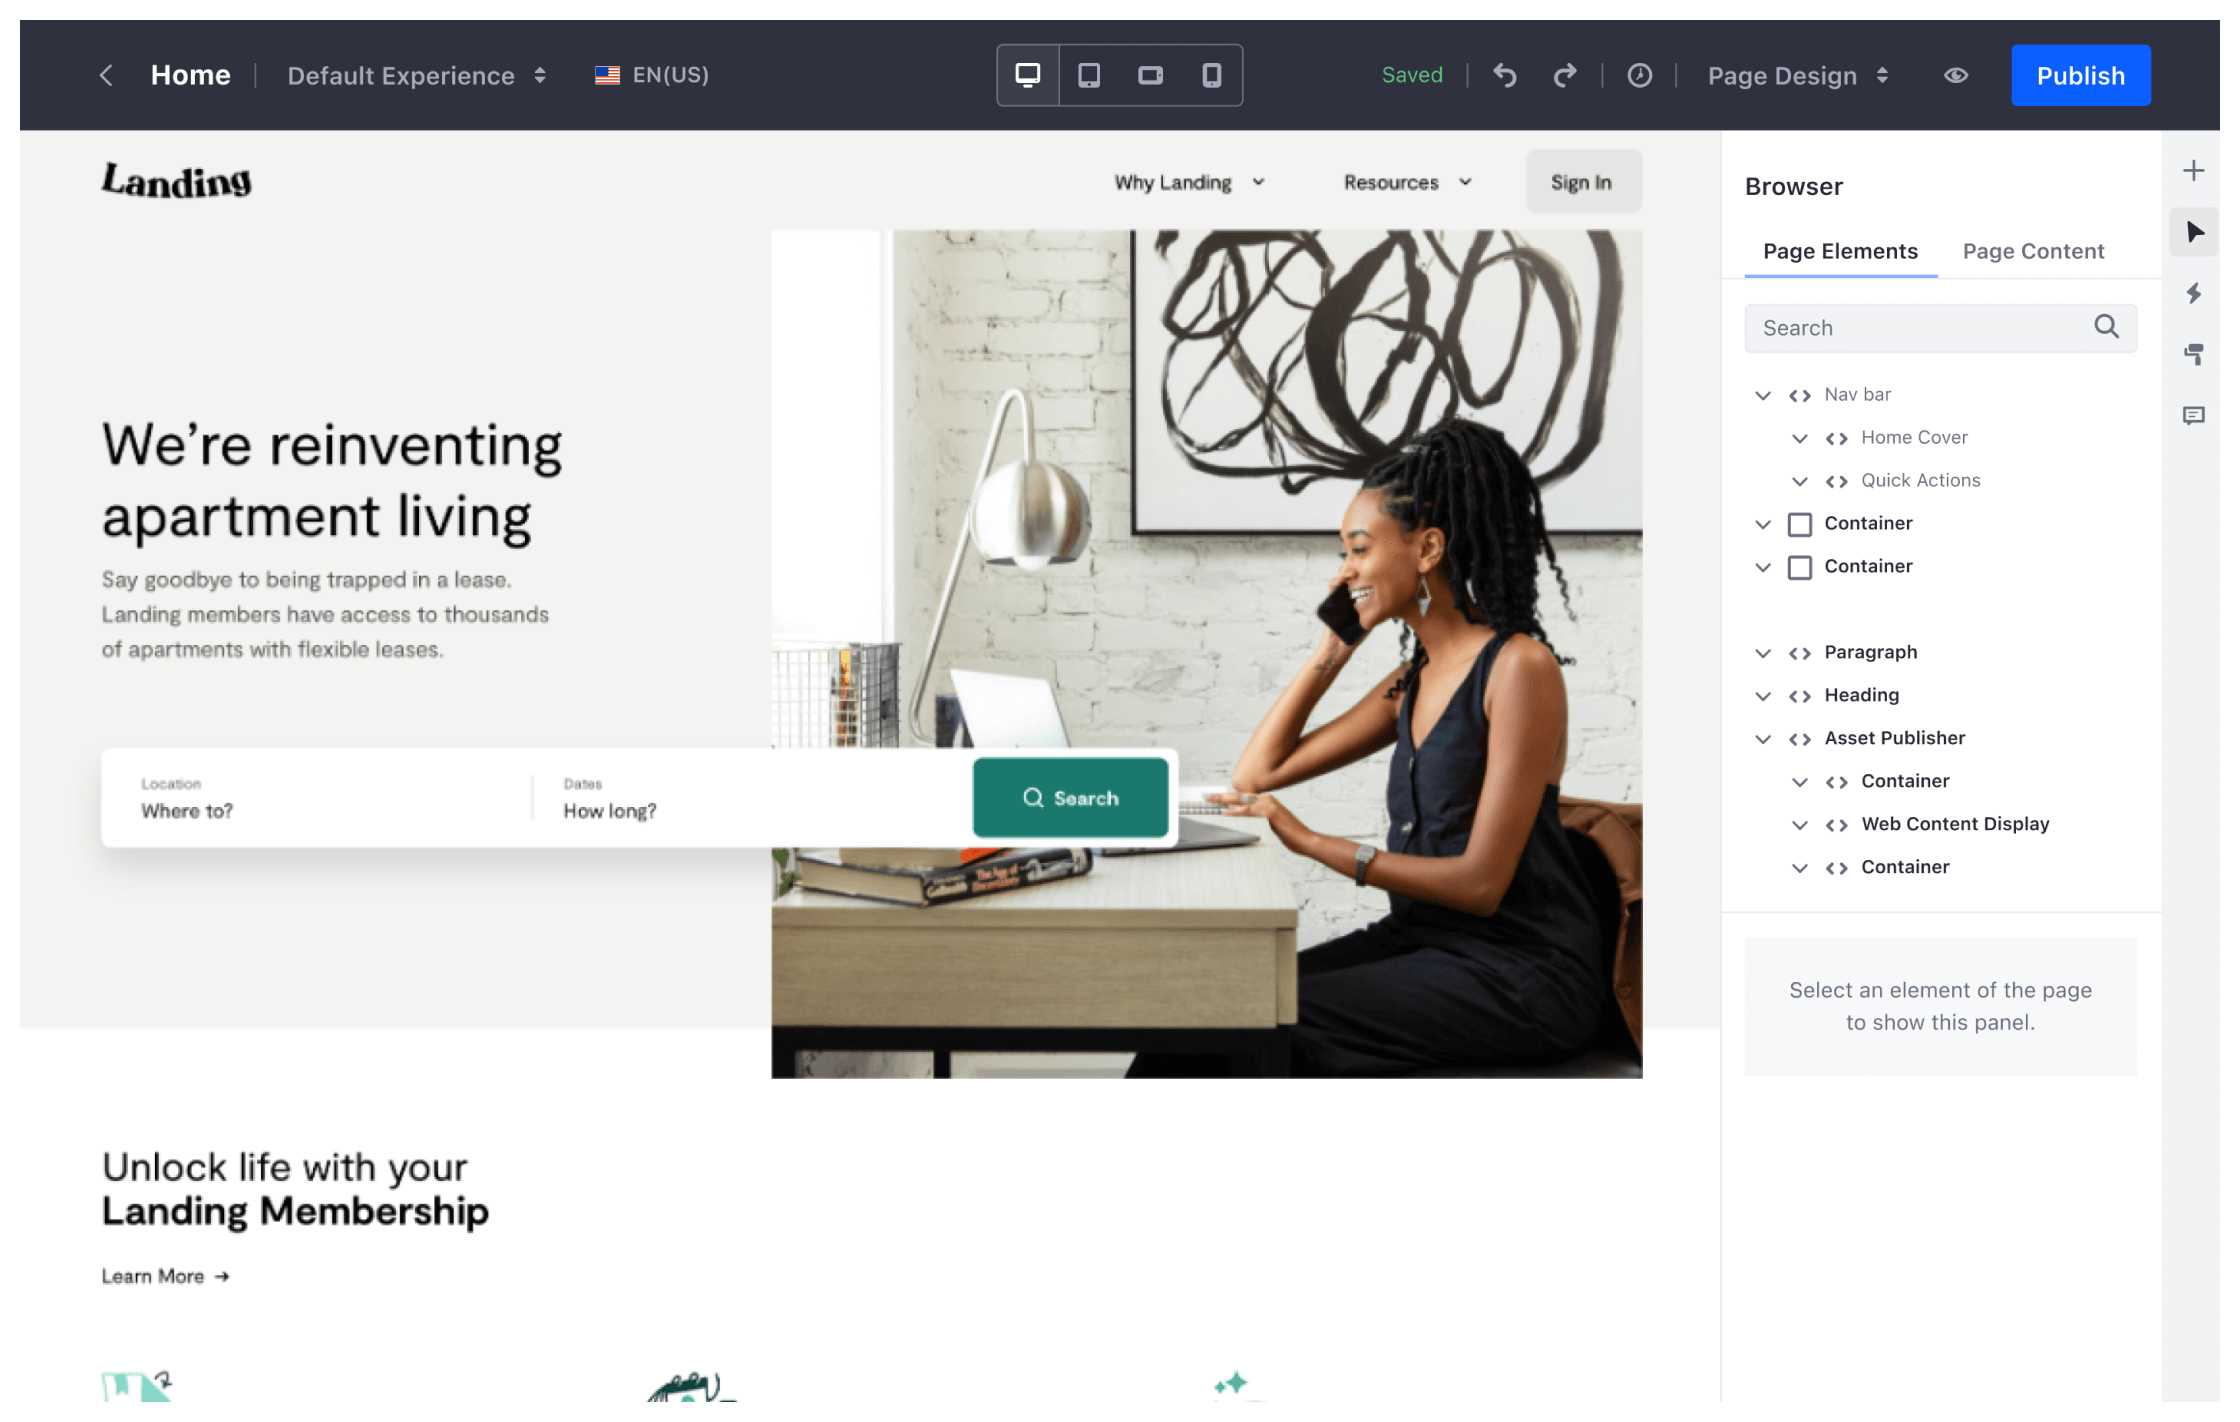 Home
Default Experience
EN(US)
Saved
Page Design
Publish
Landing
Why Landing
Resources
Sign In
We’re reinventing
apartment living
Say goodbye to being trapped in a lease.
Landing members have access to thousands
of apartments with flexible leases.
Location
Where to?
Dates
How long?
Search
Unlock life with your
Landing Membership
Learn More →
Browser
Page Elements
Page Content
Search
Nav bar
Home Cover
Quick Actions
Container
Container
Paragraph
Heading
Asset Publisher
Container
Web Content Display
Container
Select an element of the page
to show this panel.